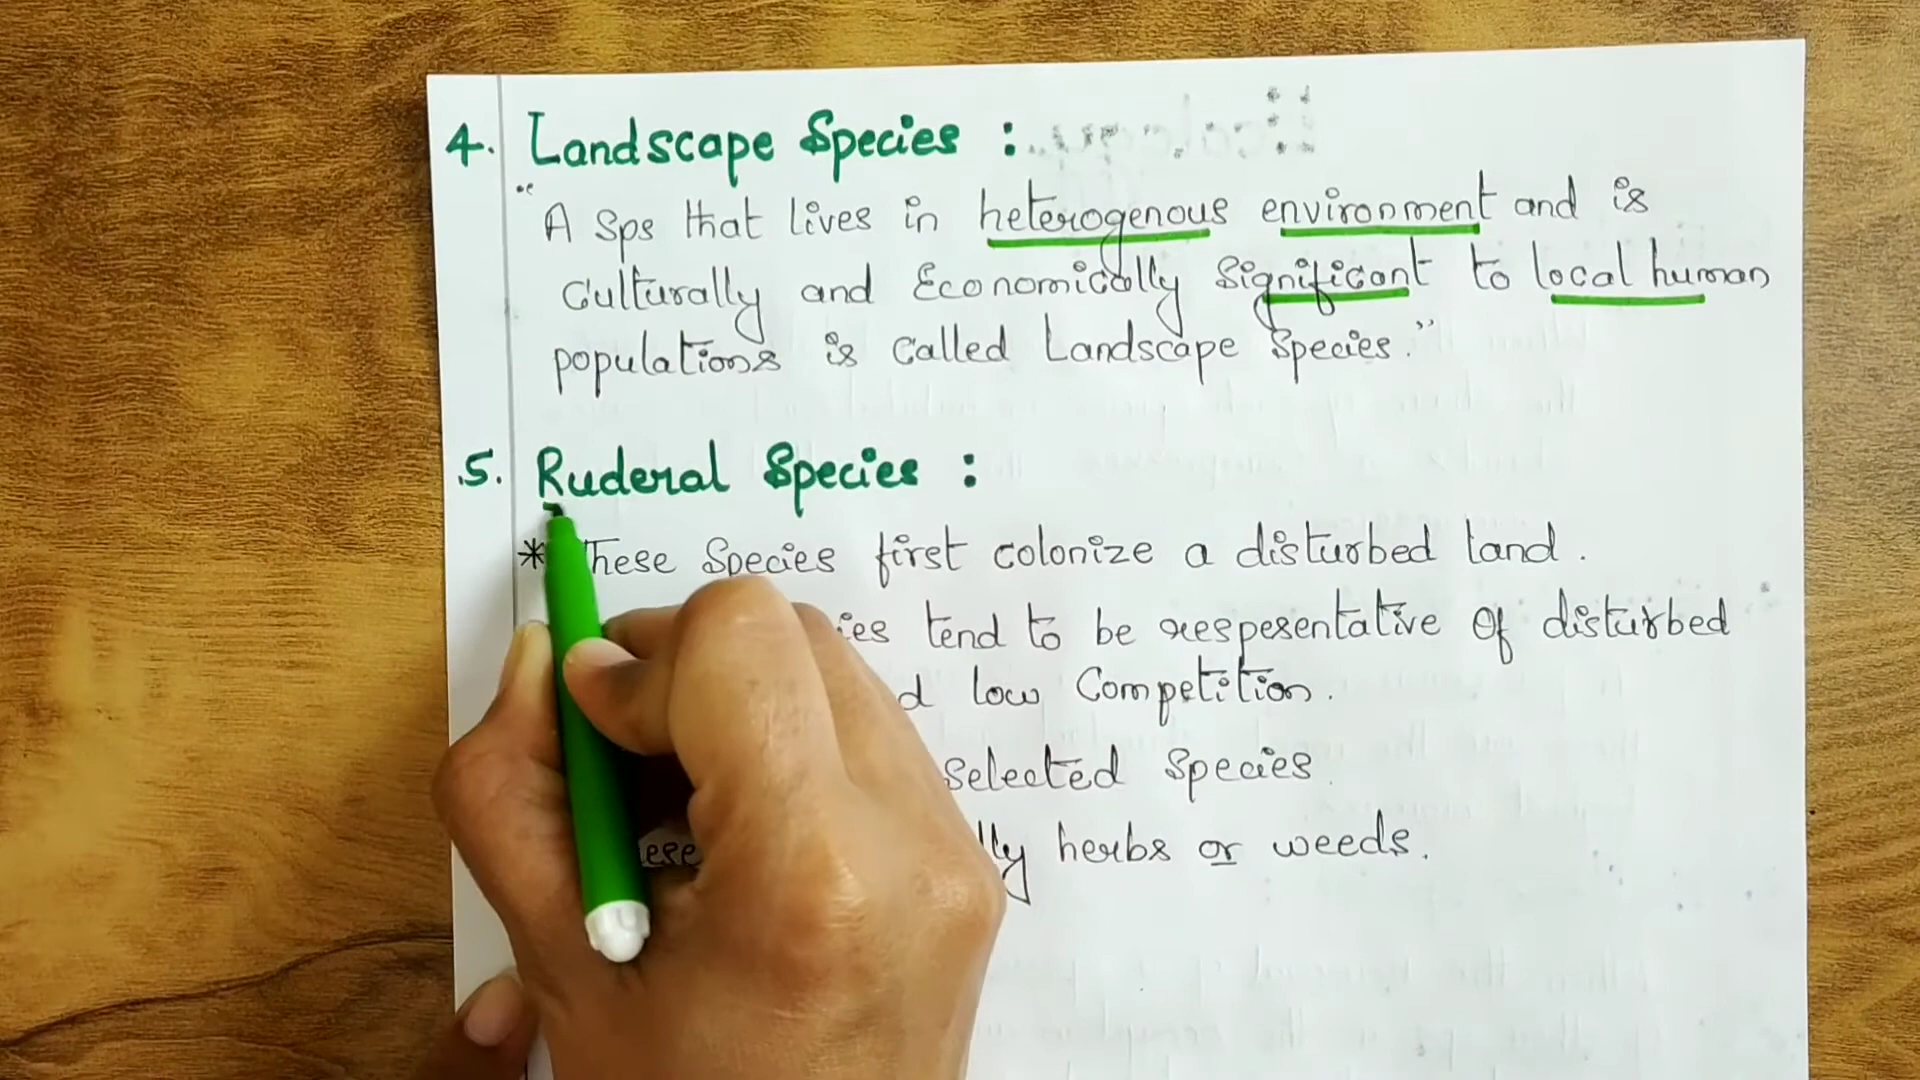 4. Landscape Species :
"A Sps that lives in heterogenous environment and is
Culturally and Economically Significant to local human
populations is called Landscape Species."
5. Ruderal Species :
* These Species first colonize a disturbed land.
tend to be respesentative of disturbed
low Competition.
selected Species
herbs or weeds.